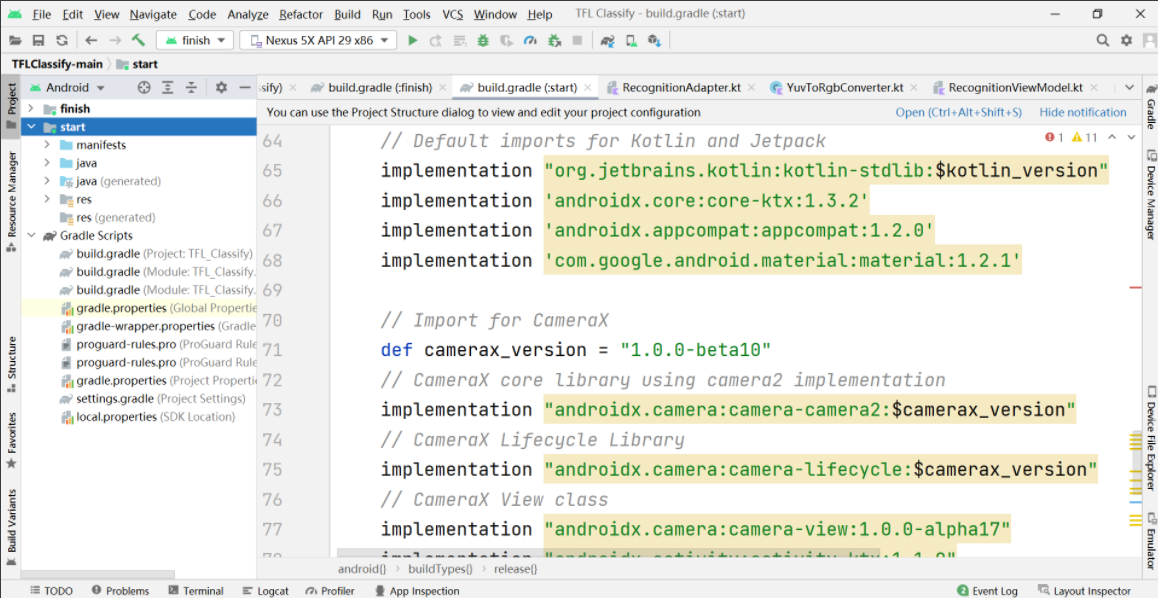 File Edit View Navigate Code Analyze Refactor Build Run Tools VCS Window Help TFL Classify - build.gradle (:start)
finish Nexus 5X API 29 x86
TFLClassify-main start
Android
sify) build.gradle (:finish) build.gradle (:start) RecognitionAdapter.kt YuvToRgbConverter.kt RecognitionViewModel.kt
You can use the Project Structure dialog to view and edit your project configuration Open (Ctrl+Alt+Shift+S) Hide notification
Project
Resource Manager
Structure
Favorites
Build Variants
finish
start
manifests
java
java (generated)
res
res (generated)
Gradle Scripts
build.gradle (Project: TFL_Classify)
build.gradle (Module: TFL_Classify.
build.gradle (Module: TFL_Classify.
gradle.properties (Global Propertie
gradle-wrapper.properties (Gradle
proguard-rules.pro (ProGuard Rule
proguard-rules.pro (ProGuard Rule
gradle.properties (Project Propertie
settings.gradle (Project Settings)
local.properties (SDK Location)
1 11
64 // Default imports for Kotlin and Jetpack
65 implementation "org.jetbrains.kotlin:kotlin-stdlib:$kotlin_version"
66 implementation 'androidx.core:core-ktx:1.3.2'
67 implementation 'androidx.appcompat:appcompat:1.2.0'
68 implementation 'com.google.android.material:material:1.2.1'
69
70 // Import for CameraX
71 def camerax_version = "1.0.0-beta10"
72 // CameraX core library using camera2 implementation
73 implementation "androidx.camera:camera-camera2:$camerax_version"
74 // CameraX Lifecycle Library
75 implementation "androidx.camera:camera-lifecycle:$camerax_version"
76 // CameraX View class
77 implementation "androidx.camera:camera-view:1.0.0-alpha17"
android{} buildTypes{} release{}
Gradle
Device Manager
Device File Explorer
Emulator
TODO Problems Terminal Logcat Profiler App Inspection 2 Event Log Layout Inspector